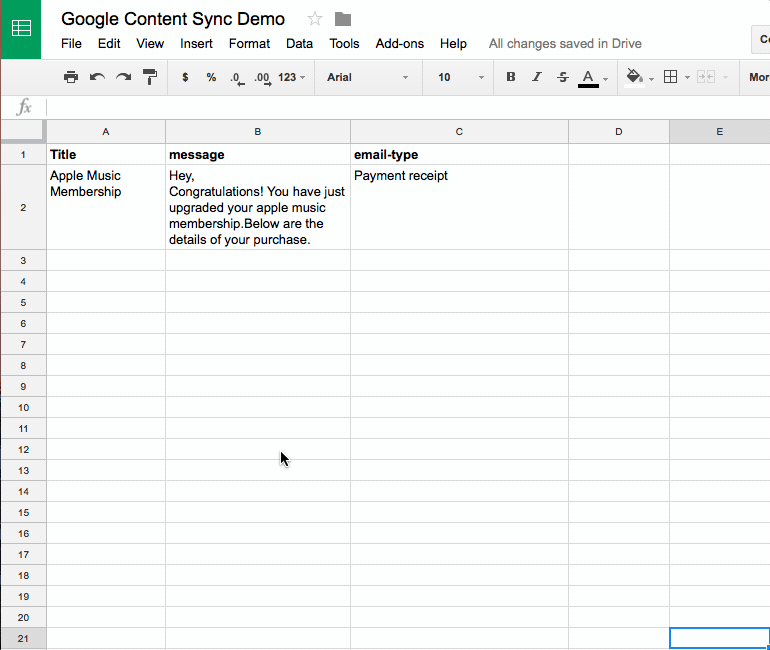 Google Content Sync Demo
File Edit View Insert Format Data Tools Add-ons Help All changes saved in Drive
$ % .0 .00 123 Arial 10 B I S A
fx
A B C D E
1 Title message email-type
2 Apple Music Membership
Hey,
Congratulations! You have just
upgraded your apple music
membership.Below are the
details of your purchase.
Payment receipt
3
4
5
6
7
8
9
10
11
12
13
14
15
16
17
18
19
20
21